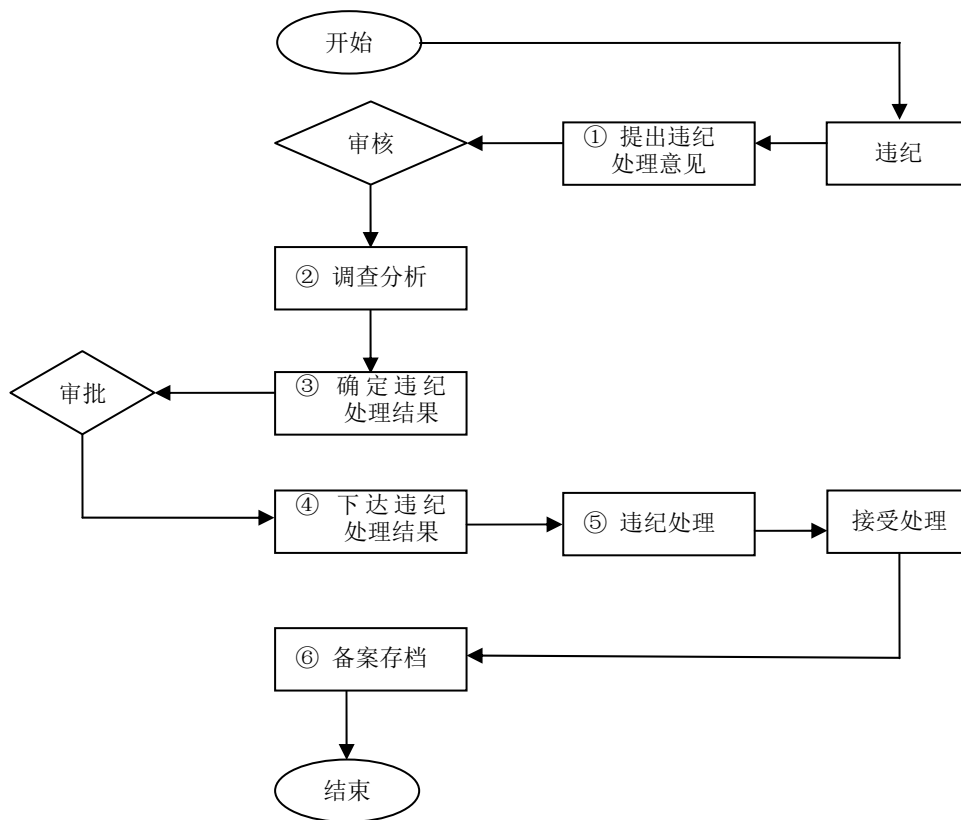 开始
审核
① 提出违纪
处理意见
违纪
② 调查分析
审批
③ 确定违纪
处理结果
④ 下达违纪
处理结果
⑤ 违纪处理
接受处理
⑥ 备案存档
结束